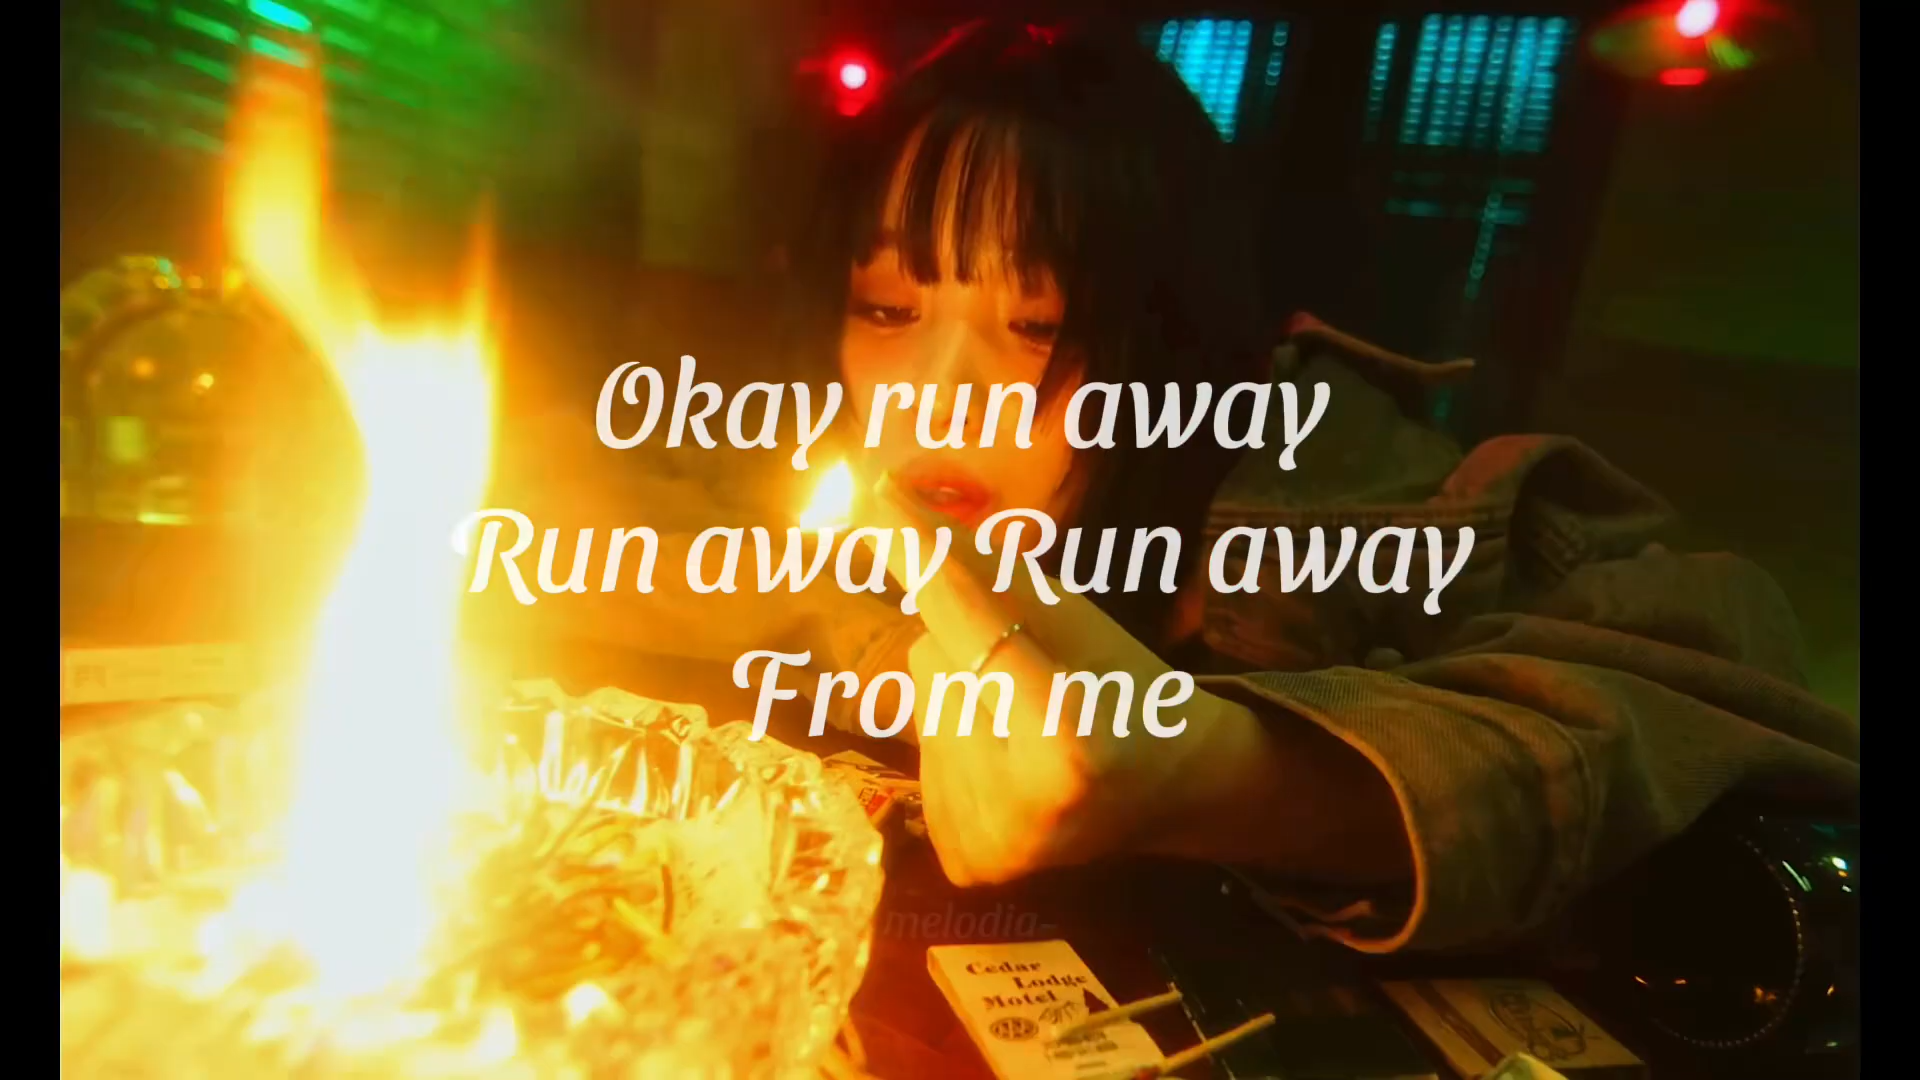 Okay run away
Run away Run away
From me
melodia~
Cedar
Lodge
Motel